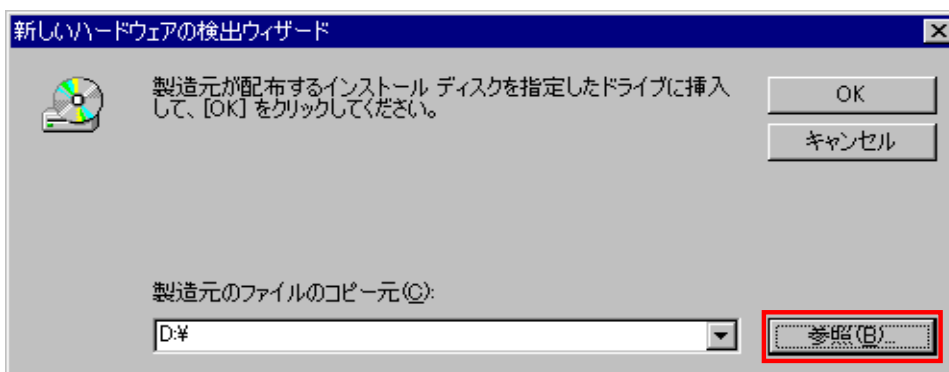 新しいハードウェアの検出ウィザード
製造元が配布するインストール ディスクを指定したドライブに挿入
して、[OK] をクリックしてください。
OK
キャンセル
製造元のファイルのコピー元(C):
D:¥
参照(B)...